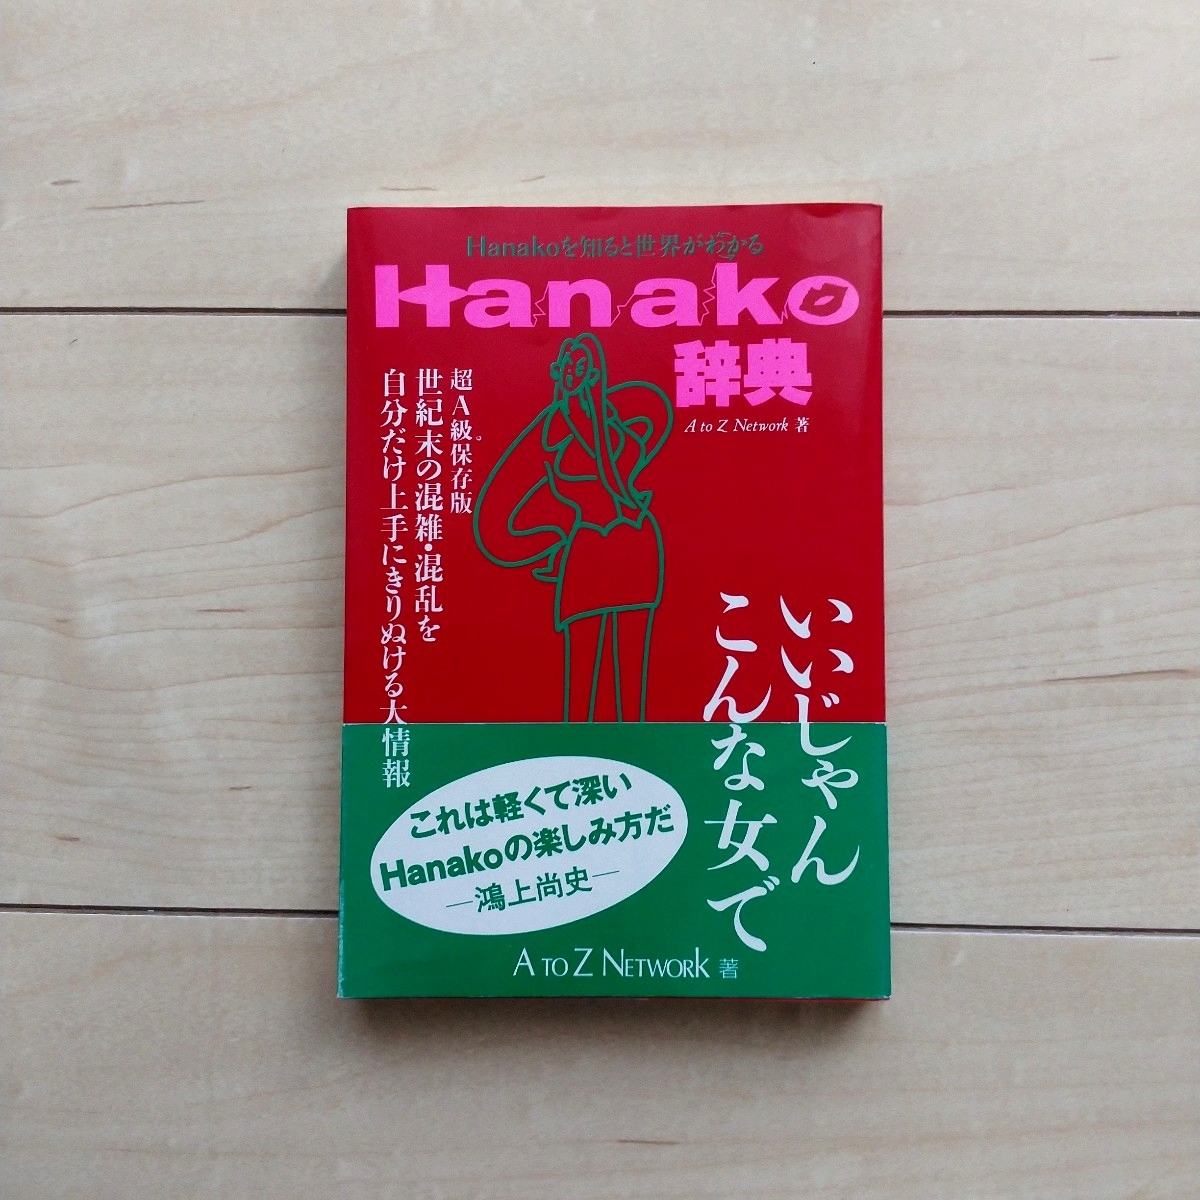 Hanakoを知ると世界がわかる
Hanako
辞典
A to Z Network 著
超A級。保存版
世紀末の混雑・混乱を
自分だけ上手にきりぬける大情報
いいじゃん
こんな女で
これは軽くて深い
Hanakoの楽しみ方だ
—鴻上尚史—
A TO Z NETWORK 著